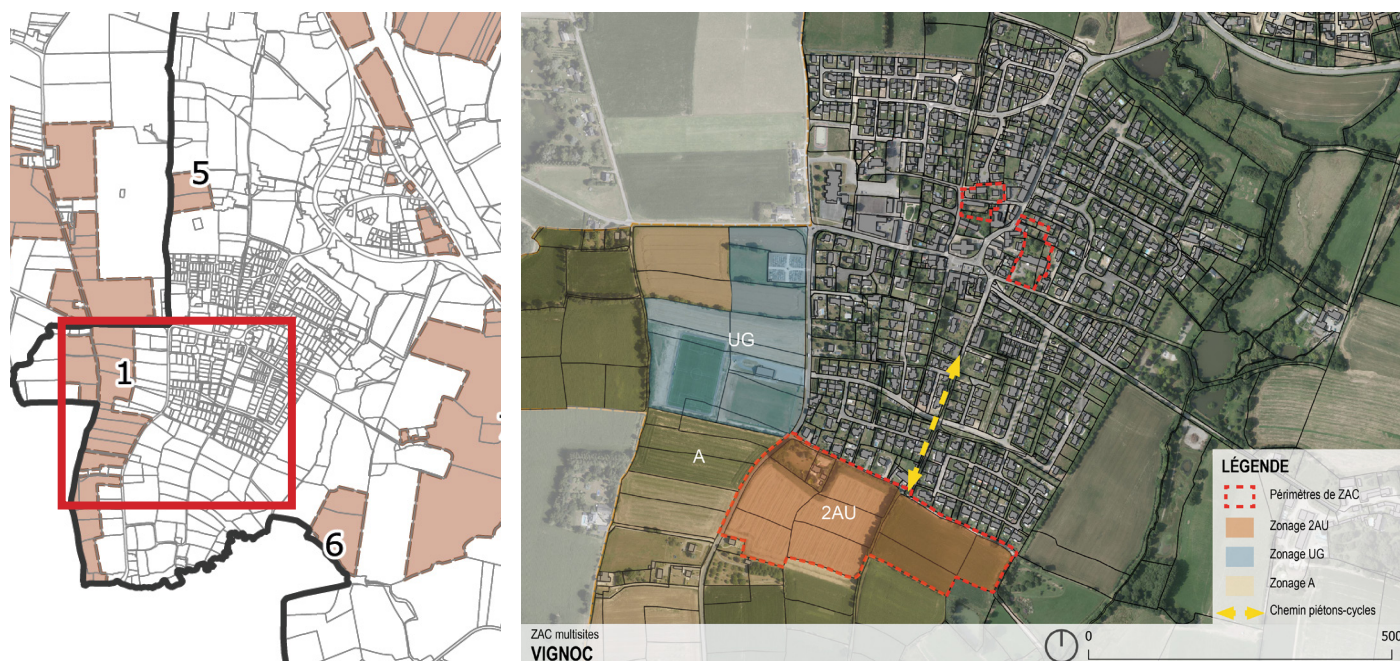 5
1
6
UG
A
2AU
LÉGENDE
Périmètres de ZAC
Zonage 2AU
Zonage UG
Zonage A
Chemin piétons-cycles
ZAC multisites
VIGNOC
0
500